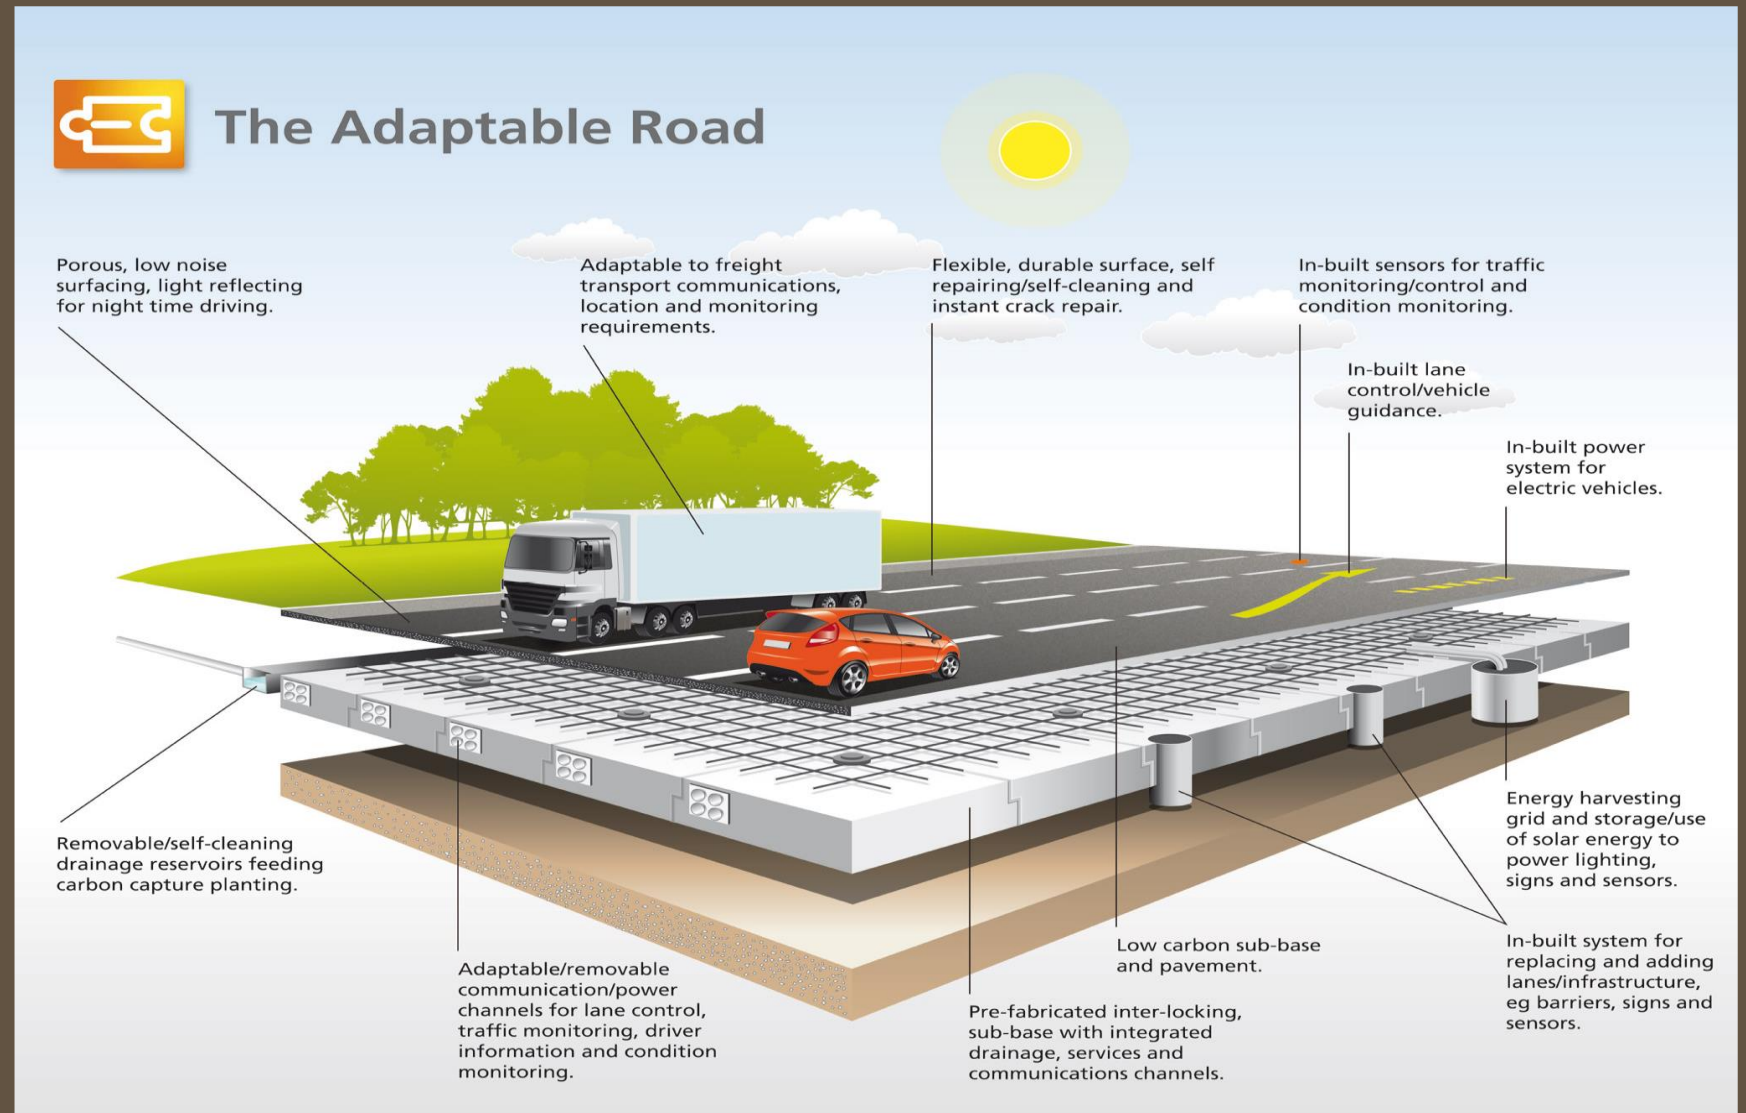 The Adaptable Road
Porous, low noise
surfacing, light reflecting
for night time driving.
Adaptable to freight
transport communications,
location and monitoring
requirements.
Flexible, durable surface, self
repairing/self-cleaning and
instant crack repair.
In-built sensors for traffic
monitoring/control and
condition monitoring.
In-built lane
control/vehicle
guidance.
In-built power
system for
electric vehicles.
Removable/self-cleaning
drainage reservoirs feeding
carbon capture planting.
Adaptable/removable
communication/power
channels for lane control,
traffic monitoring, driver
information and condition
monitoring.
Low carbon sub-base
and pavement.
Pre-fabricated inter-locking,
sub-base with integrated
drainage, services and
communications channels.
Energy harvesting
grid and storage/use
of solar energy to
power lighting,
signs and sensors.
In-built system for
replacing and adding
lanes/infrastructure,
eg barriers, signs and
sensors.